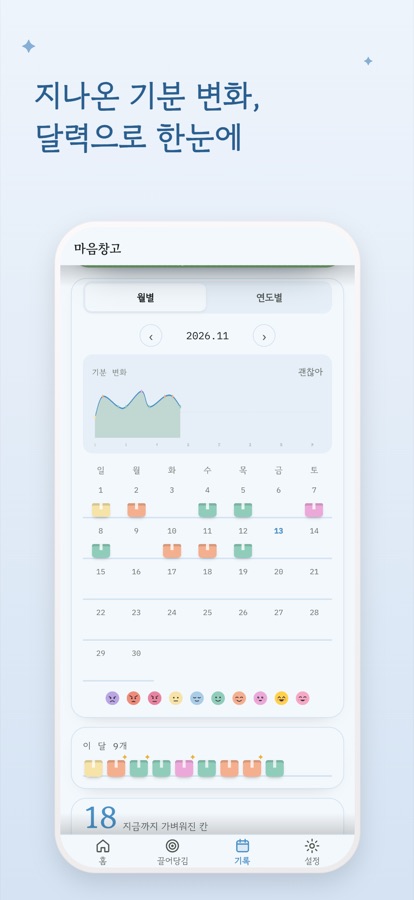 지나온 기분 변화,
달력으로 한눈에
마음창고
월별 연도별
‹ 2026.11 ›
기분 변화 괜찮아
일 월 화 수 목 금 토
1 2 3 4 5 6 7
8 9 10 11 12 13 14
15 16 17 18 19 20 21
22 23 24 25 26 27 28
29 30
이 달 9개
18 지금까지 가벼워진 칸
홈 끌어당김 기록 설정